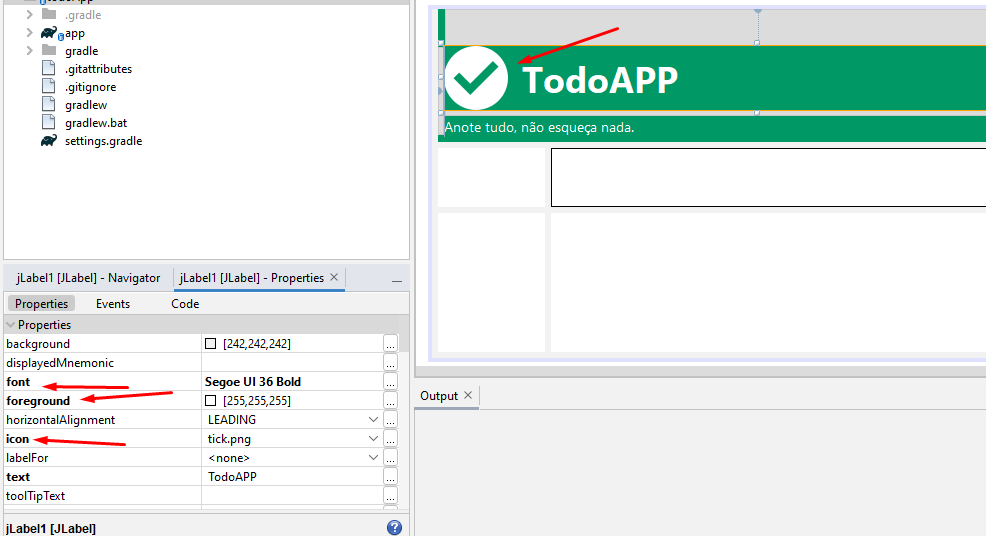 .gradle
app
gradle
.gitattributes
.gitignore
gradlew
gradlew.bat
settings.gradle
TodoAPP
Anote tudo, não esqueça nada.
jLabel1 [JLabel] - Navigator
jLabel1 [JLabel] - Properties
Properties
Events
Code
Properties
background [242,242,242] ...
displayedMnemonic ...
font Segoe UI 36 Bold ...
foreground [255,255,255] ...
horizontalAlignment LEADING ...
icon tick.png ...
labelFor <none> ...
text TodoAPP ...
toolTipText ...
jLabel1 [JLabel] ?
Output